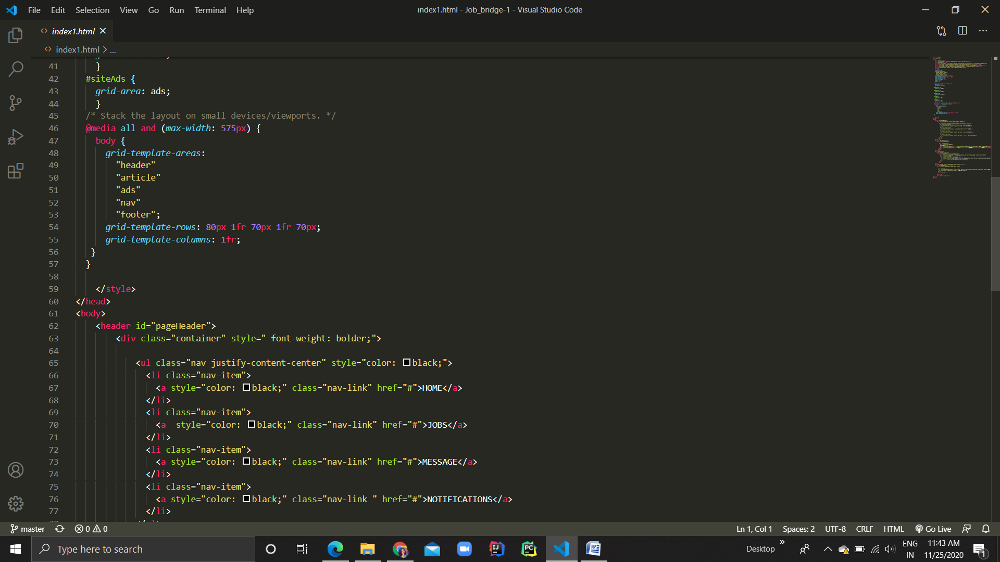 File Edit Selection View Go Run Terminal Help index1.html - Job_bridge-1 - Visual Studio Code
index1.html
index1.html > ...
41 }
42 #siteAds {
43 grid-area: ads;
44 }
45 /* Stack the layout on small devices/viewports. */
46 @media all and (max-width: 575px) {
47 body {
48 grid-template-areas:
49 "header"
50 "article"
51 "ads"
52 "nav"
53 "footer";
54 grid-template-rows: 80px 1fr 70px 1fr 70px;
55 grid-template-columns: 1fr;
56 }
57 }
58
59 </style>
60 </head>
61 <body>
62 <header id="pageHeader">
63 <div class="container" style=" font-weight: bolder;">
64
65 <ul class="nav justify-content-center" style="color: black;">
66 <li class="nav-item">
67 <a style="color: black;" class="nav-link" href="#">HOME</a>
68 </li>
69 <li class="nav-item">
70 <a  style="color: black;" class="nav-link" href="#">JOBS</a>
71 </li>
72 <li class="nav-item">
73 <a style="color: black;" class="nav-link" href="#">MESSAGE</a>
74 </li>
75 <li class="nav-item">
76 <a style="color: black;" class="nav-link " href="#">NOTIFICATIONS</a>
77 </li>
master 0 0 Ln 1, Col 1 Spaces: 2 UTF-8 CRLF HTML Go Live
Type here to search Desktop ENG 11:43 AM
IN 11/25/2020 1